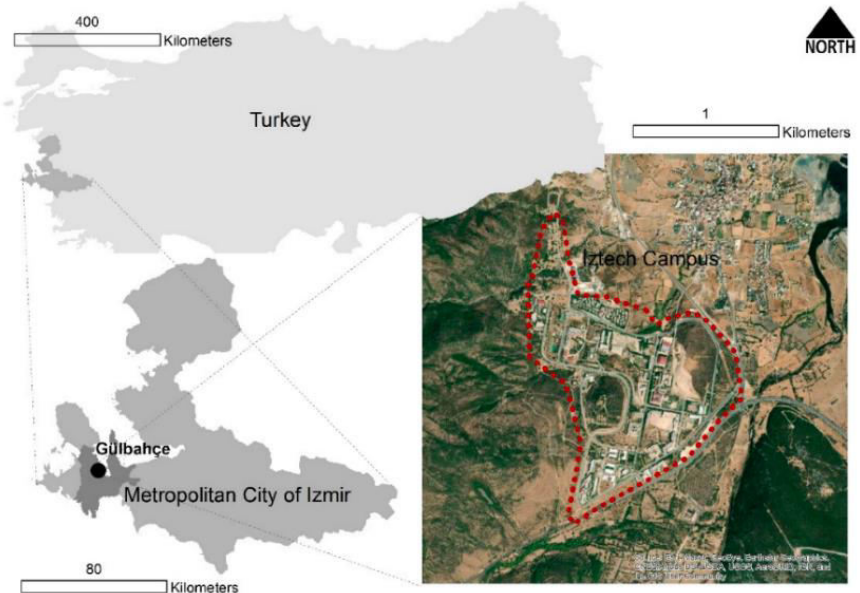 400
Kilometers
NORTH
Turkey
1
Kilometers
Iztech Campus
Gülbahçe
Metropolitan City of Izmir
80
Kilometers